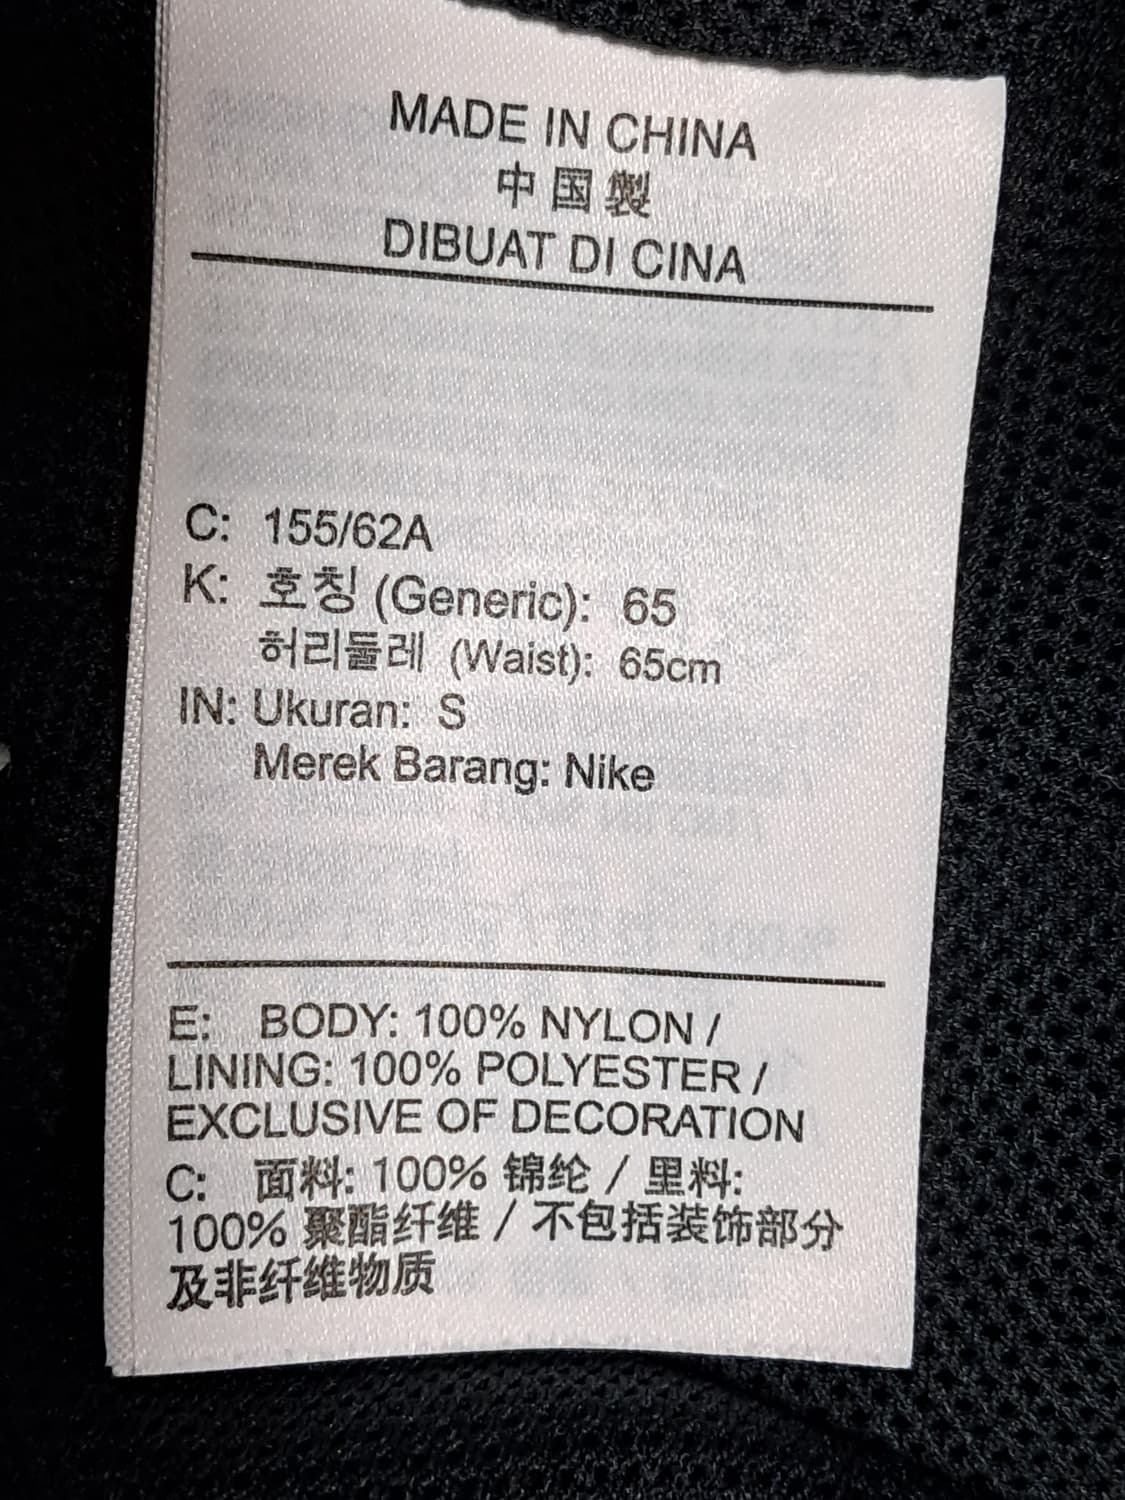 MADE IN CHINA
中国製
DIBUAT DI CINA
C: 155/62A
K: 호칭 (Generic): 65
허리둘레 (Waist): 65cm
IN: Ukuran: S
Merek Barang: Nike
E: BODY: 100% NYLON /
LINING: 100% POLYESTER /
EXCLUSIVE OF DECORATION
C: 面料: 100% 锦纶 / 里料:
100% 聚酯纤维 / 不包括装饰部分
及非纤维物质